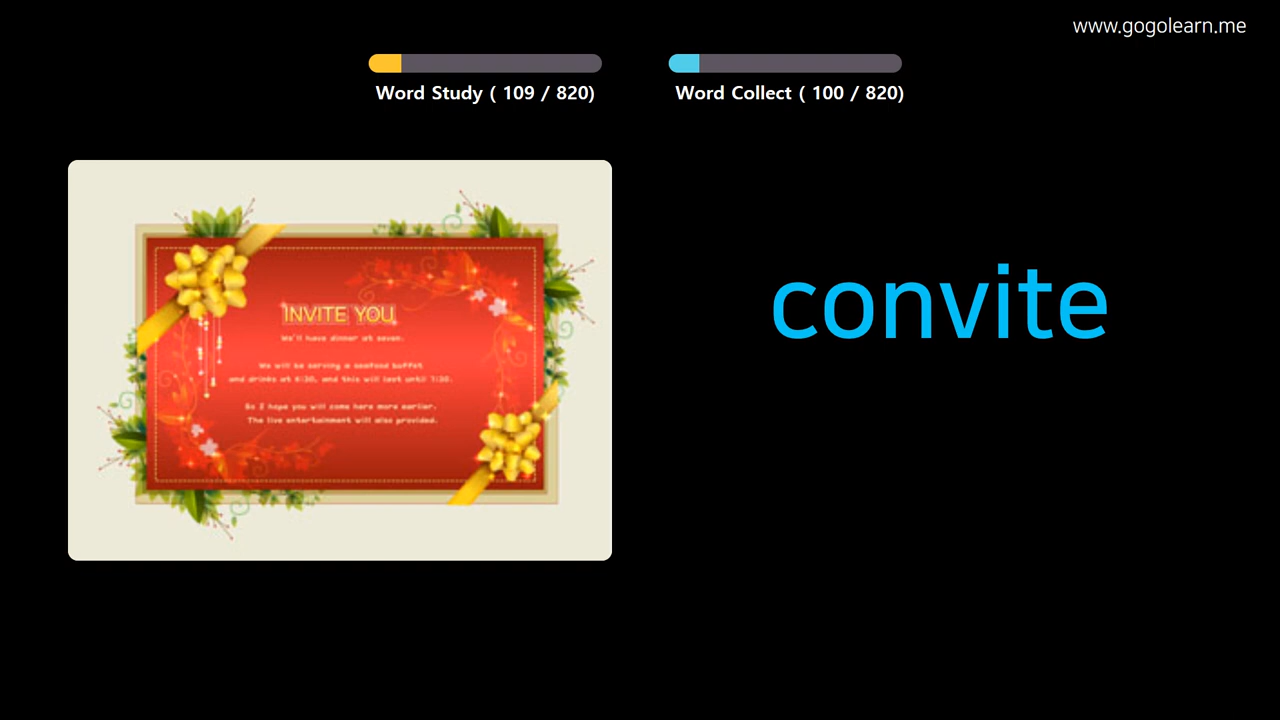 www.gogolearn.me
Word Study ( 109 / 820)
Word Collect ( 100 / 820)
INVITE YOU
We'll have dinner at seven.
We will be serving a seafood buffet
and drinks at 6:30, and this will last until 1:30.
So I hope you will come here more earlier.
The live entertainment will also provided.
convite